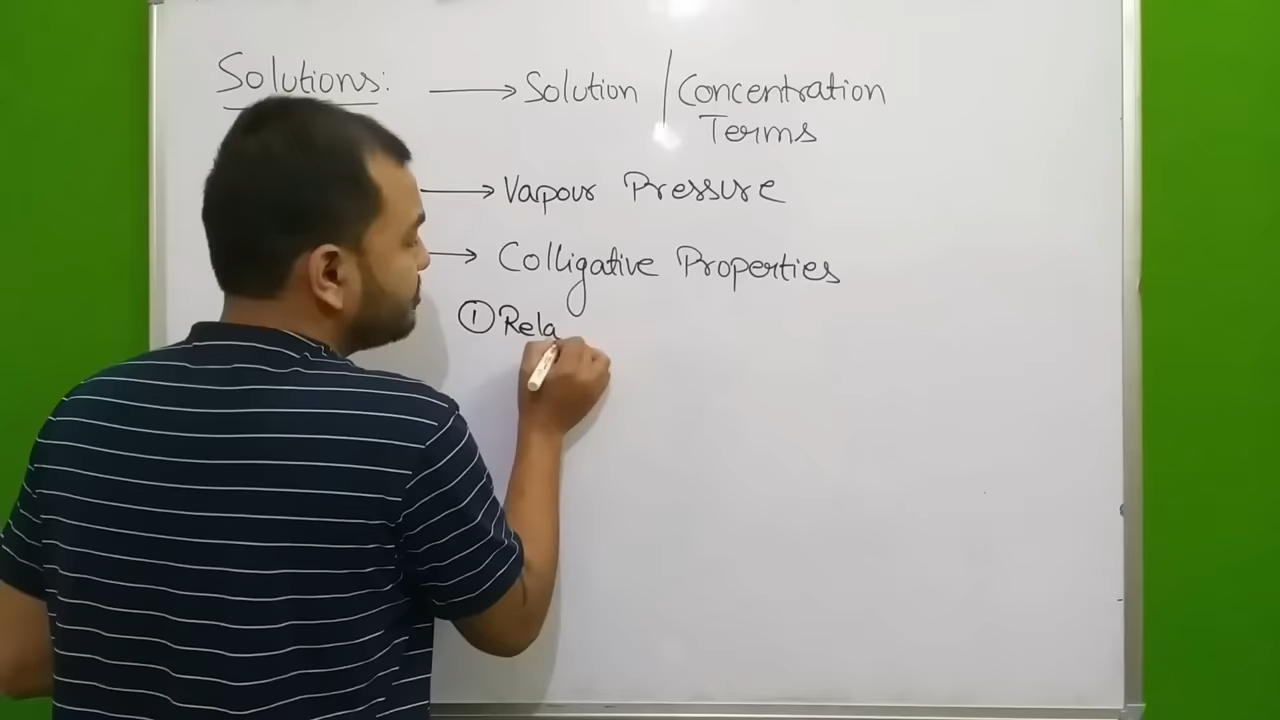 Solutions: → Solution / Concentration
Terms
→ Vapour Pressure
→ Colligative Properties
① Rela